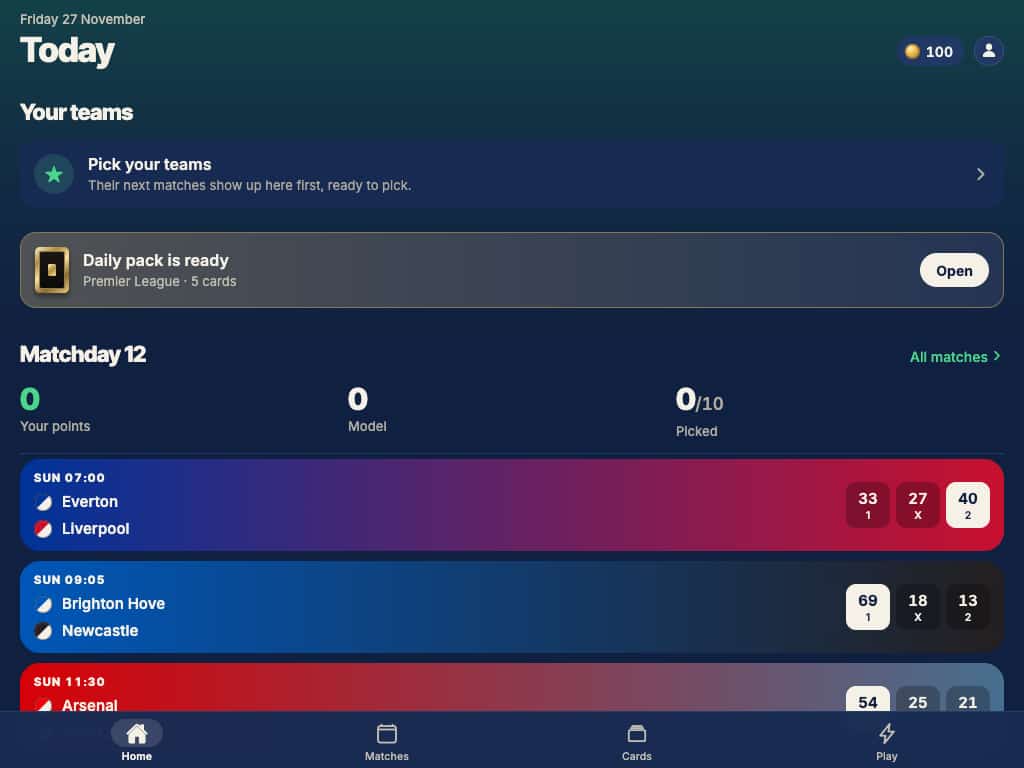 Friday 27 November
Today
100
Your teams
Pick your teams
Their next matches show up here first, ready to pick.
Daily pack is ready
Premier League · 5 cards
Open
Matchday 12
All matches
0
Your points
0
Model
0/10
Picked
SUN 07:00
Everton
Liverpool
33 27 40
1 X 2
SUN 09:05
Brighton Hove
Newcastle
69 18 13
1 X 2
SUN 11:30
Arsenal
54 25 21
Home
Matches
Cards
Play